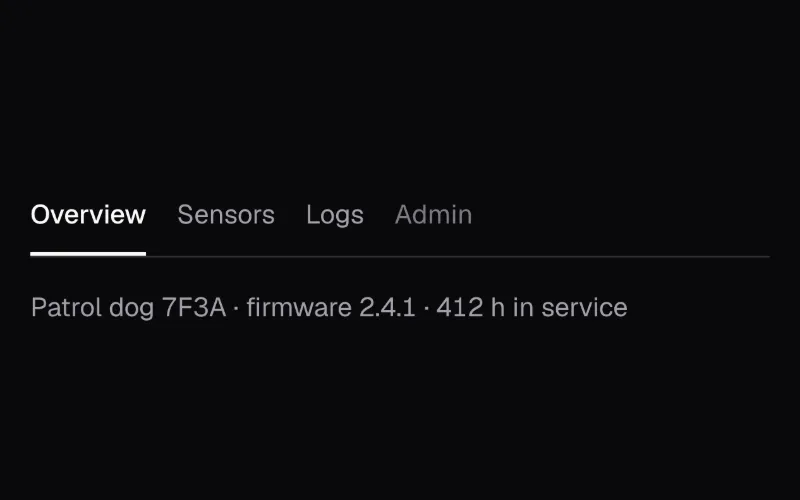 Overview Sensors Logs Admin
Patrol dog 7F3A · firmware 2.4.1 · 412 h in service